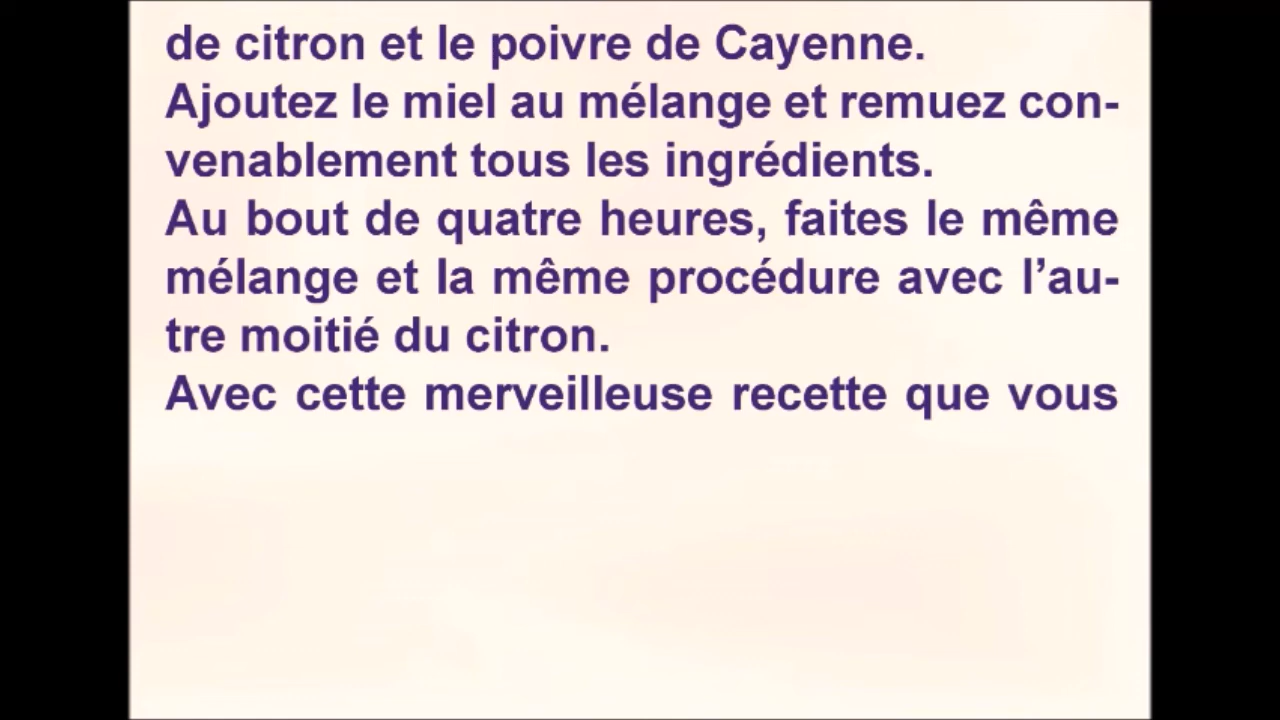 de citron et le poivre de Cayenne.
Ajoutez le miel au mélange et remuez con-
venablement tous les ingrédients.
Au bout de quatre heures, faites le même
mélange et la même procédure avec l’au-
tre moitié du citron.
Avec cette merveilleuse recette que vous